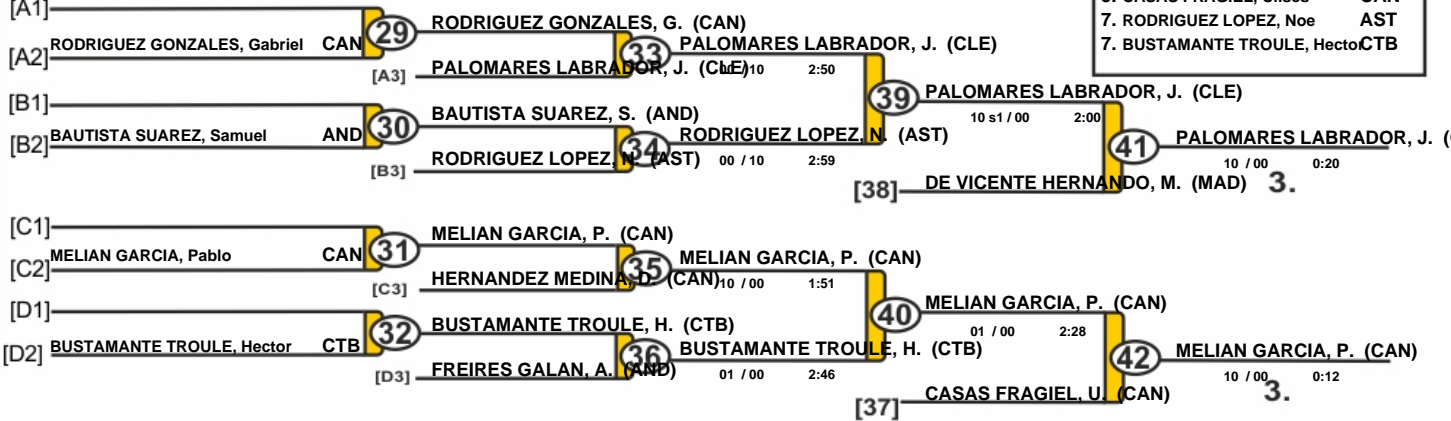 [A1]
29
RODRIGUEZ GONZALES, G. (CAN)
[A2] RODRIGUEZ GONZALES, Gabriel CAN
33
PALOMARES LABRADOR, J. (CLE)
[A3] PALOMARES LABRADOR, J. (CLE)
/10 2:50
[B1]
30
BAUTISTA SUAREZ, S. (AND)
[B2] BAUTISTA SUAREZ, Samuel AND
34
RODRIGUEZ LOPEZ, N. (AST)
[B3] RODRIGUEZ LOPEZ, N. (AST)
00 / 10 2:59
39
PALOMARES LABRADOR, J. (CLE)
10 s1 / 00 2:00
41
PALOMARES LABRADOR, J.
10 / 00 0:20
3.
[38] DE VICENTE HERNANDO, M. (MAD)
7. RODRIGUEZ LOPEZ, Noe AST
7. BUSTAMANTE TROULE, Hector CTB
[C1]
31
MELIAN GARCIA, P. (CAN)
[C2] MELIAN GARCIA, Pablo CAN
35
MELIAN GARCIA, P. (CAN)
[C3] HERNANDEZ MEDINA, D. (CAN)
10 / 00 1:51
[D1]
32
BUSTAMANTE TROULE, H. (CTB)
[D2] BUSTAMANTE TROULE, Hector CTB
36
BUSTAMANTE TROULE, H. (CTB)
[D3] FREIRES GALAN, A. (AND)
01 / 00 2:46
40
MELIAN GARCIA, P. (CAN)
01 / 00 2:28
42
MELIAN GARCIA, P. (CAN)
10 / 00 0:12
3.
[37] CASAS FRAGIEL, U. (CAN)